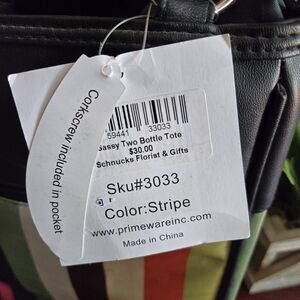 Corkscrew included in pocket
59441 33033
Sassy Two Bottle Tote
$30.00
Schnucks Florist & Gifts
Sku#3033
Color:Stripe
www.primewareinc.com
Made in China